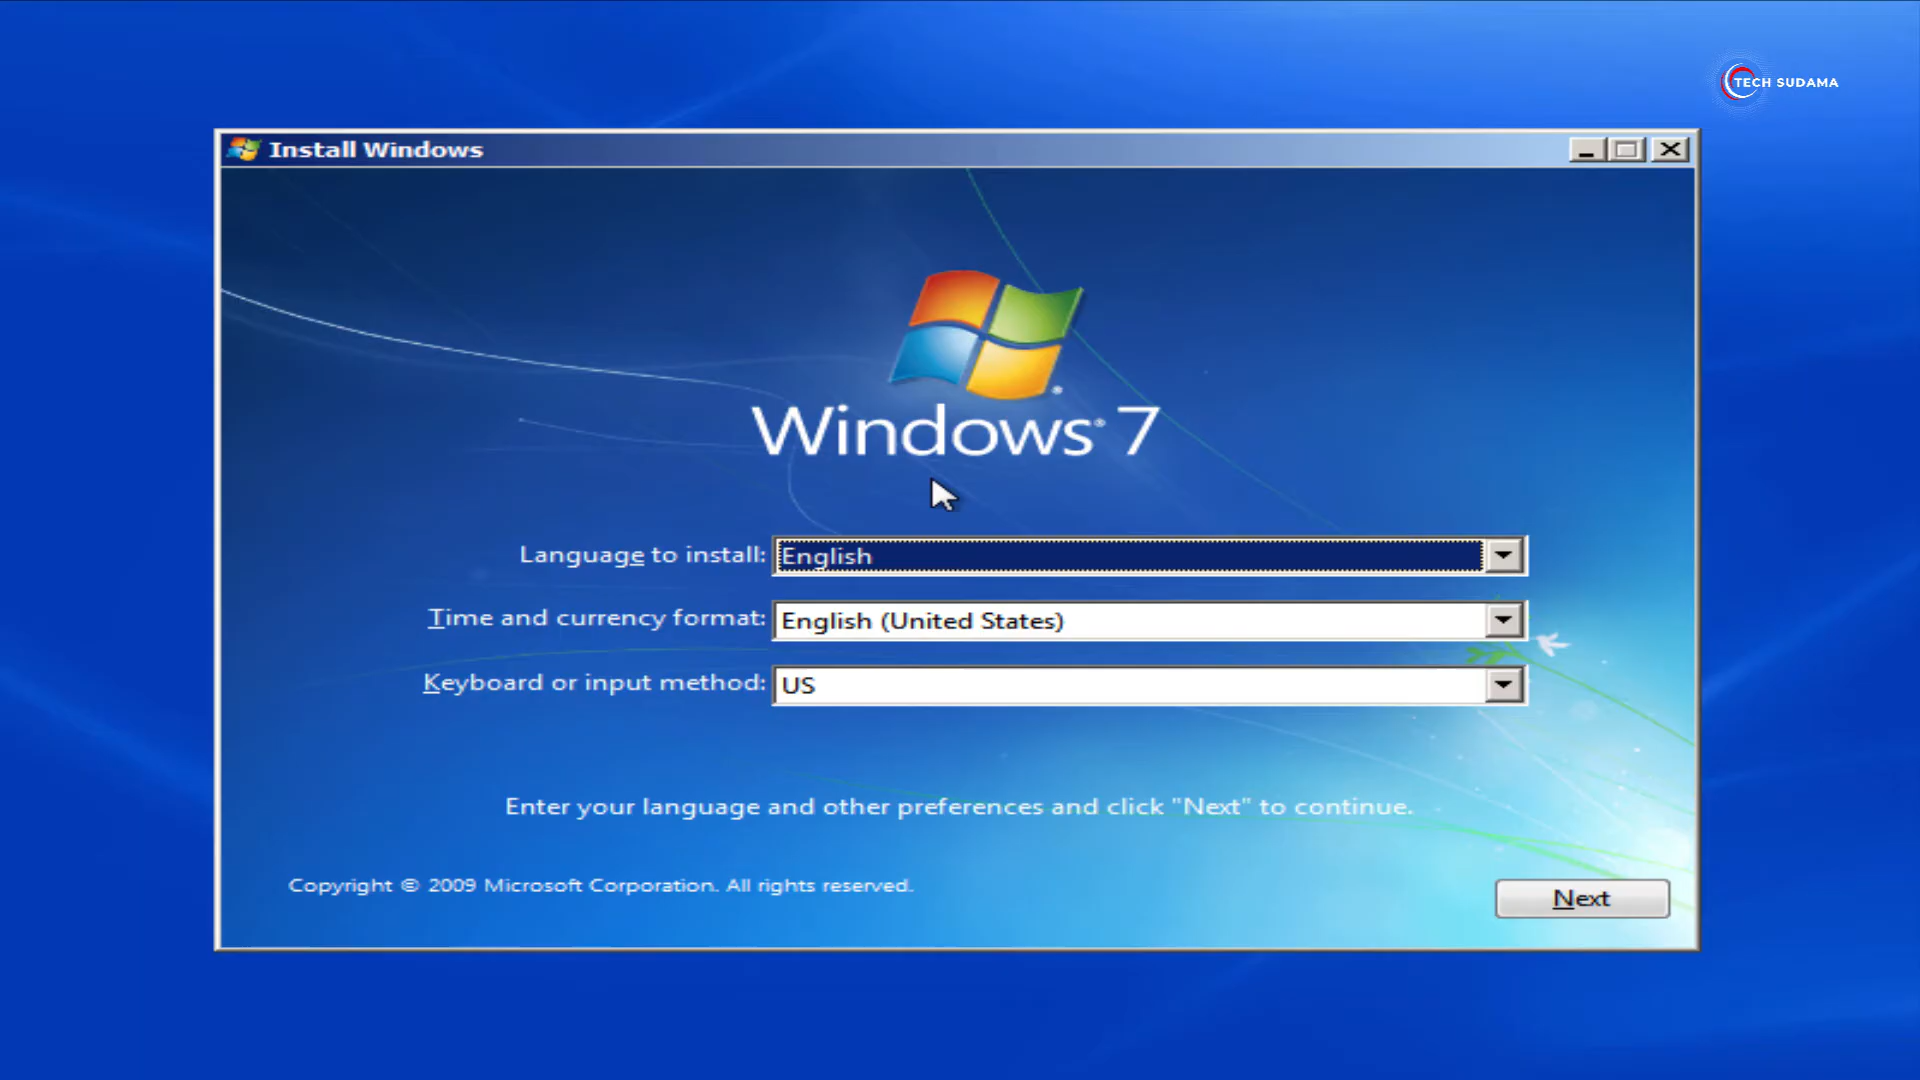 TECH SUDAMA
Install Windows
Windows® 7
Language to install: English
Time and currency format: English (United States)
Keyboard or input method: US
Enter your language and other preferences and click "Next" to continue.
Copyright © 2009 Microsoft Corporation. All rights reserved.
Next